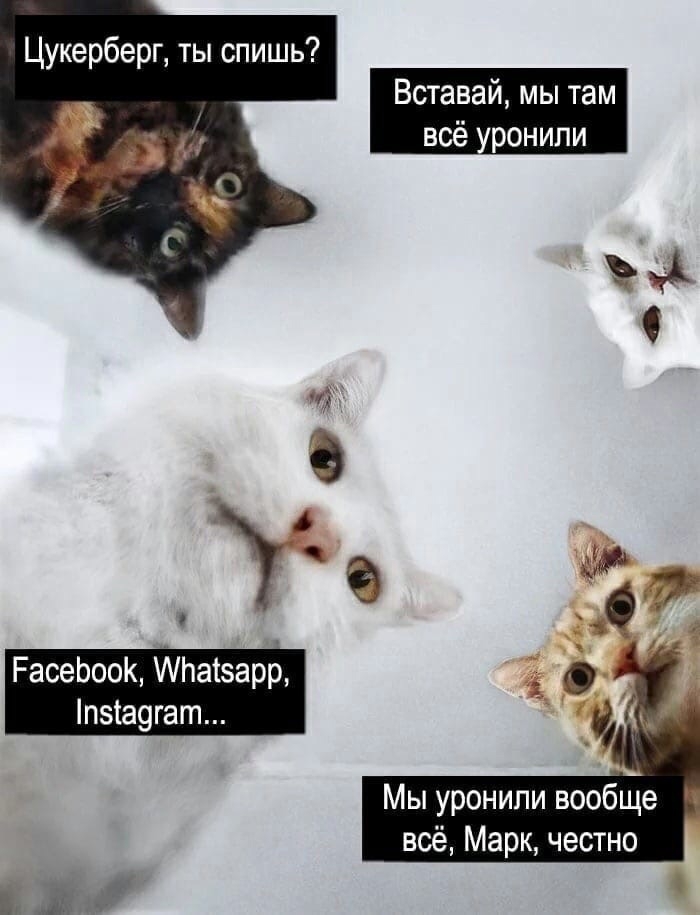 Цукерберг, ты спишь?
Вставай, мы там
всё уронили
Facebook, Whatsapp,
Instagram...
Мы уронили вообще
всё, Марк, честно